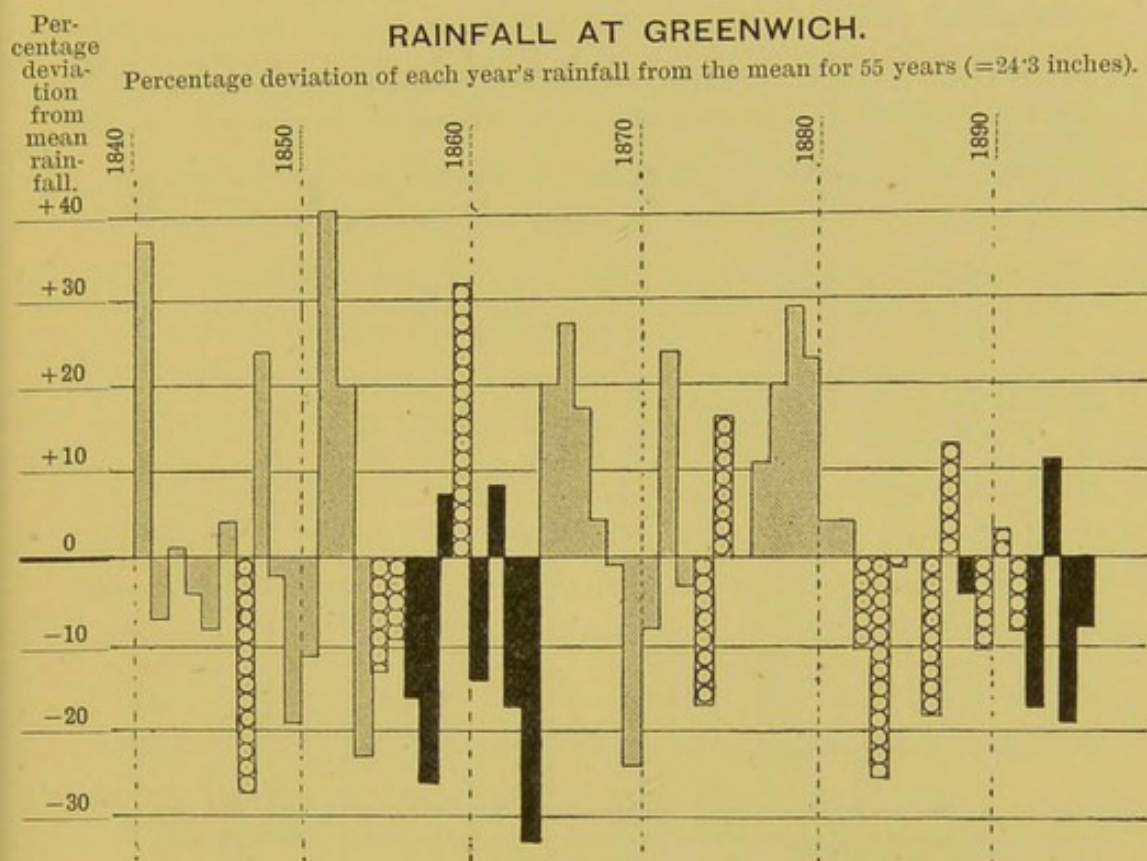 RAINFALL AT GREENWICH.
Percentage deviation of each year's rainfall from the mean for 55 years (=24·3 inches).
Per-
centage
devia-
tion
from
mean
rain-
fall.
1840
1850
1860
1870
1880
1890
+40
+30
+20
+10
0
−10
−20
−30